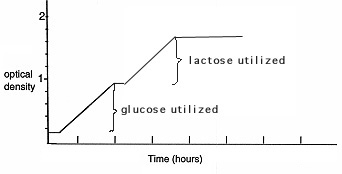 2
lactose utilized
optical
density
1
glucose utilized
Time (hours)